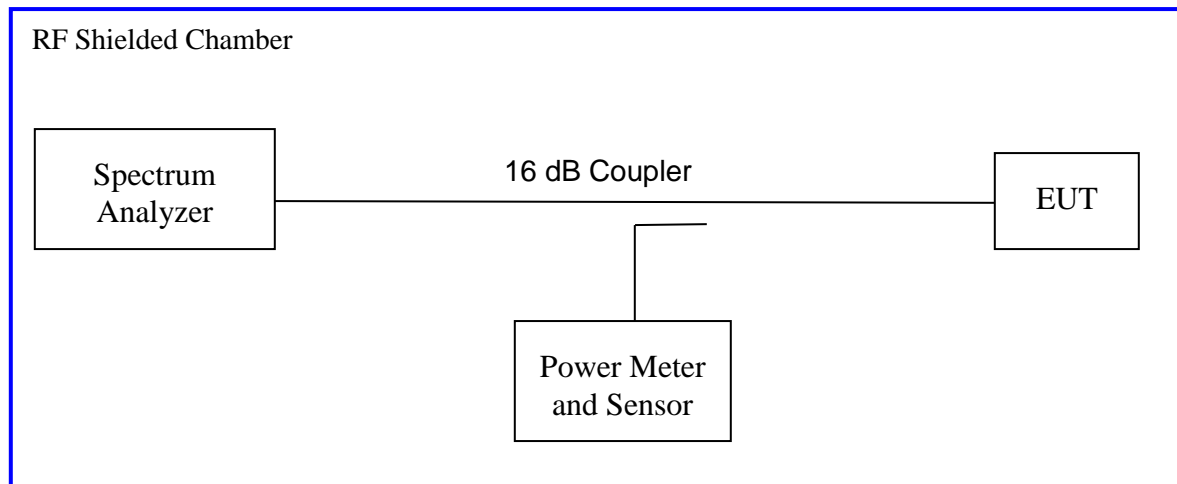 RF Shielded Chamber
Spectrum
Analyzer
16 dB Coupler
EUT
Power Meter
and Sensor